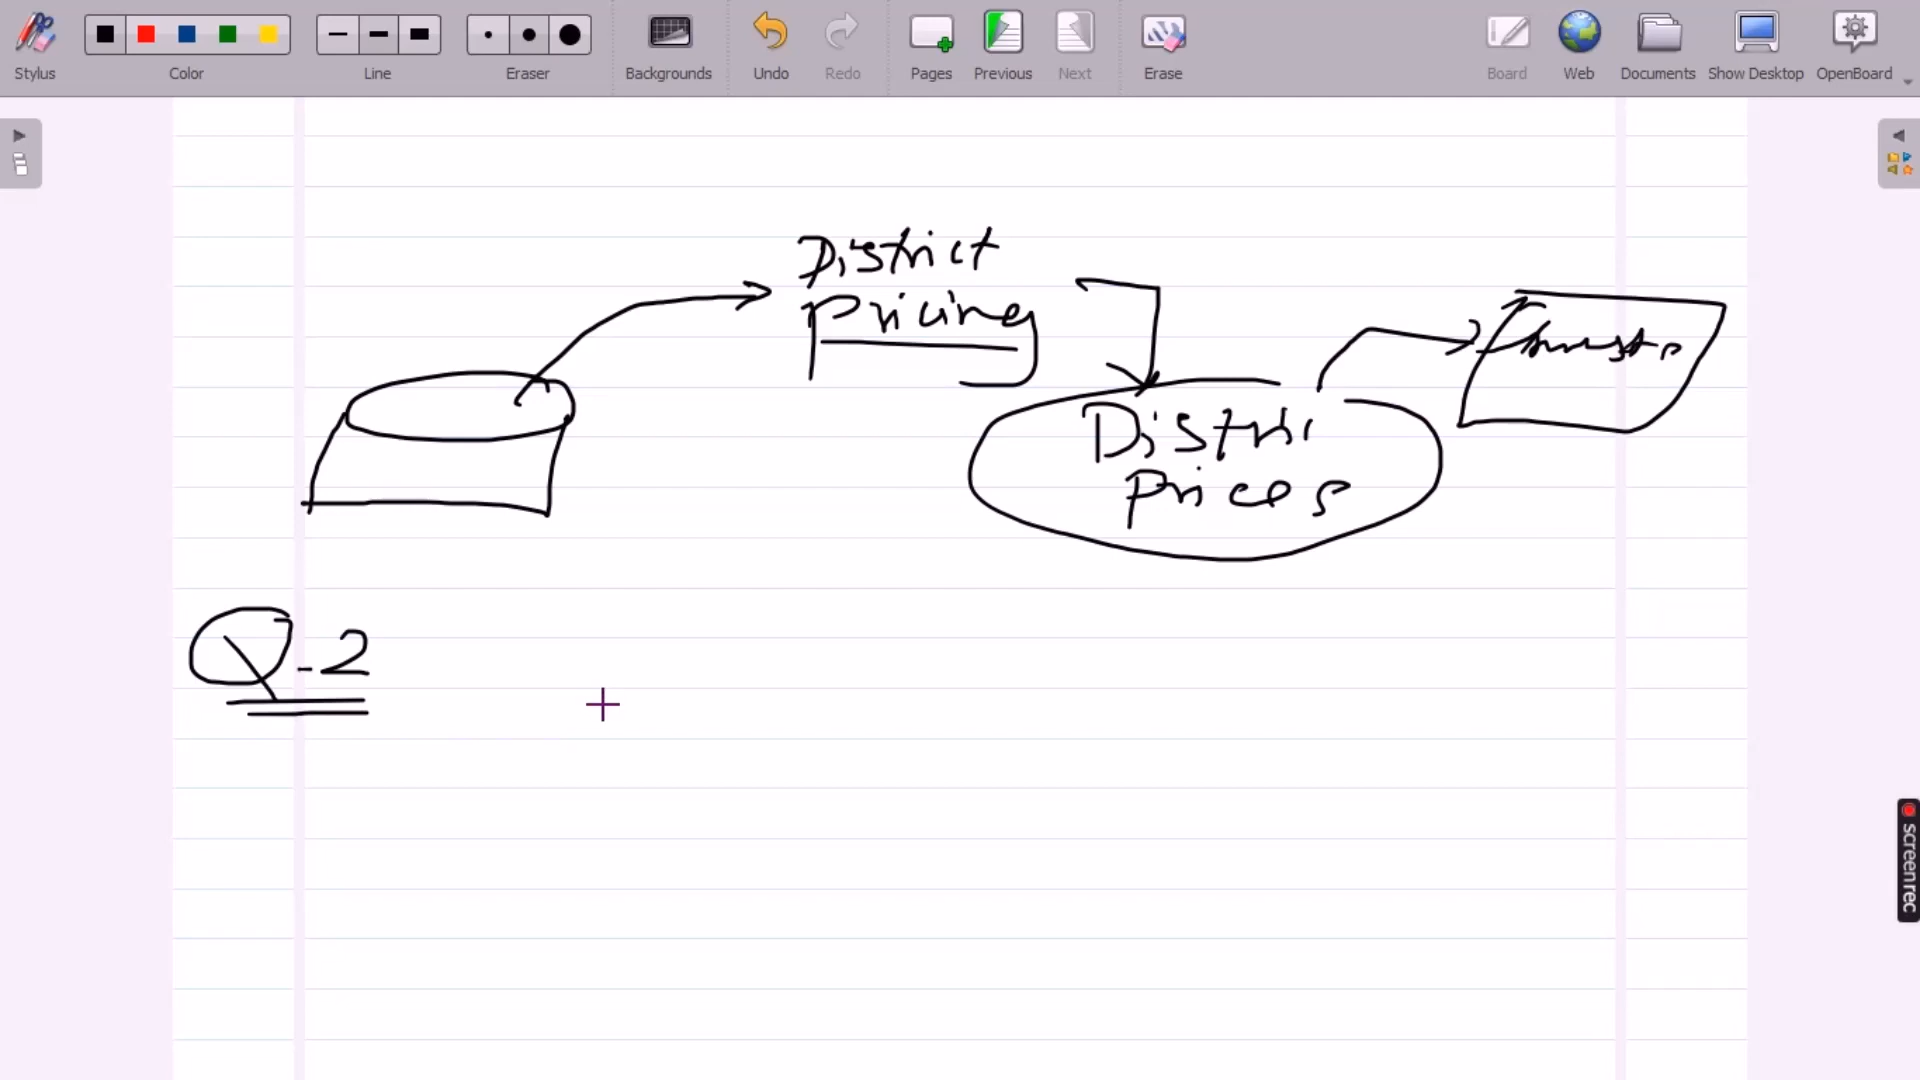 Stylus
Color
Line
Eraser
Backgrounds
Undo
Redo
Pages
Previous
Next
Erase
Board
Web
Documents
Show Desktop
OpenBoard
District
Pricing
Distri
Prices
Q-2
screenrec